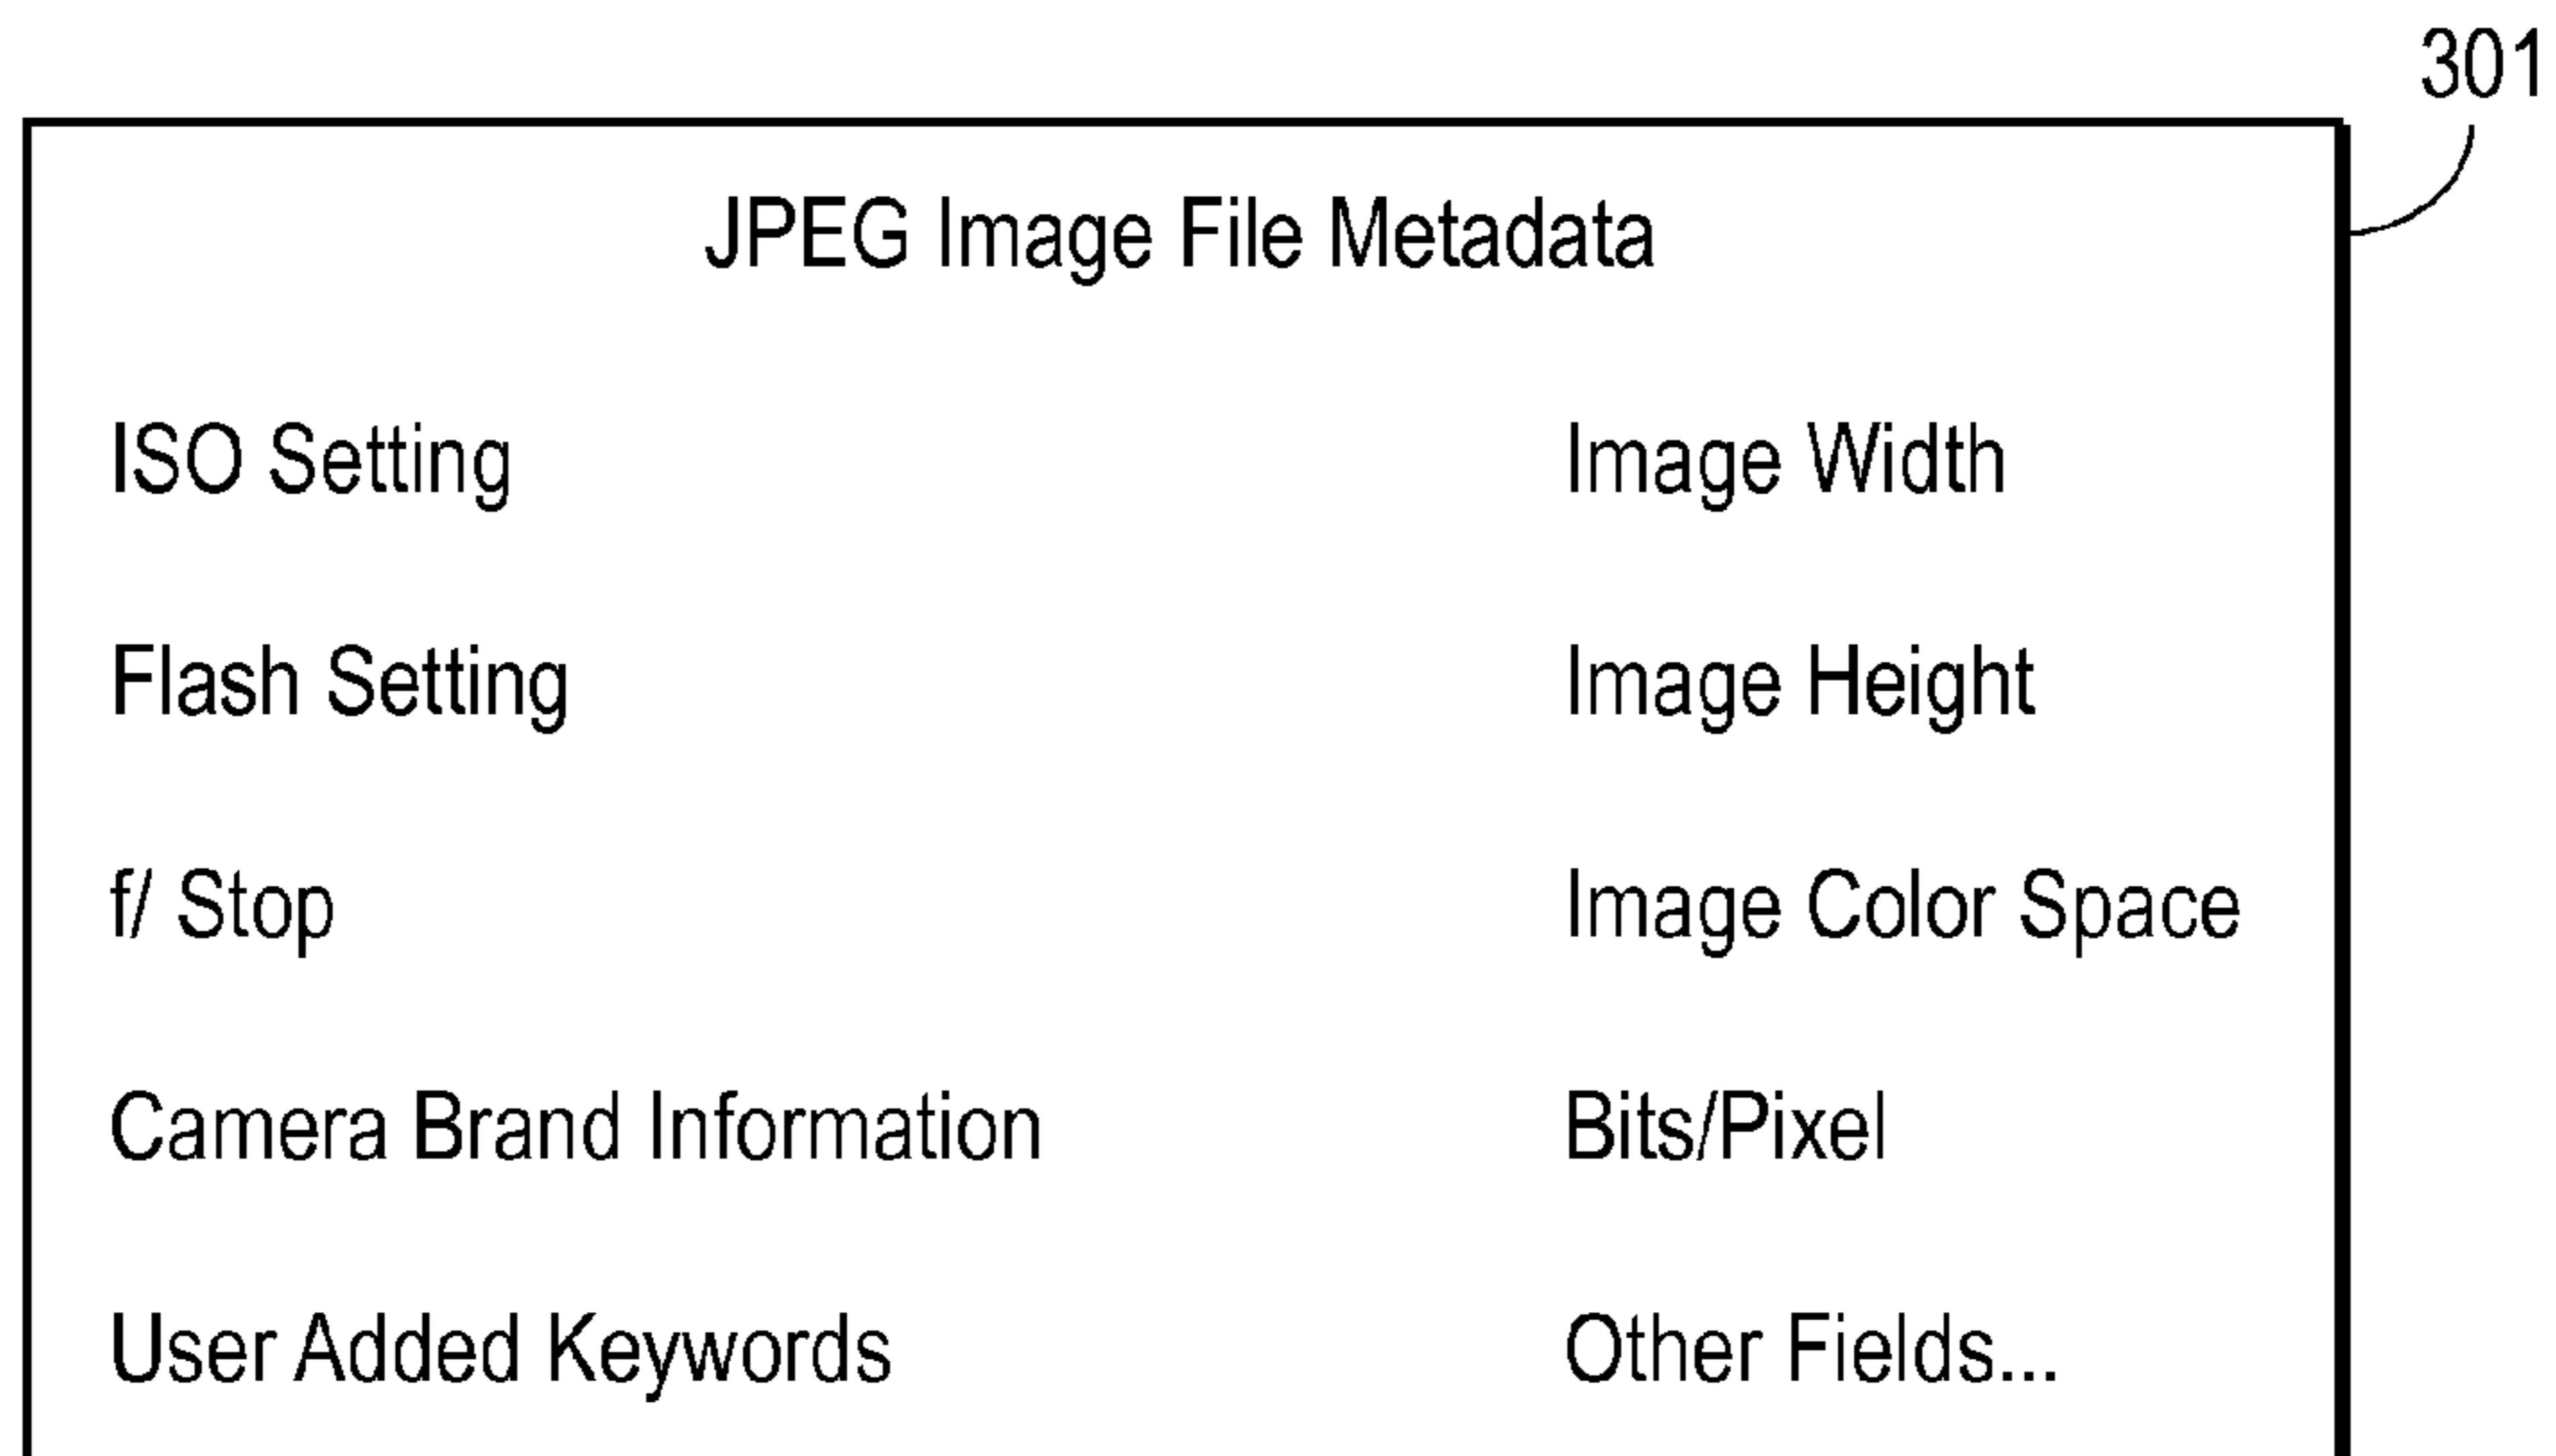 301
JPEG Image File Metadata
ISO Setting
Image Width
Flash Setting
Image Height
f/ Stop
Image Color Space
Camera Brand Information
Bits/Pixel
User Added Keywords
Other Fields...